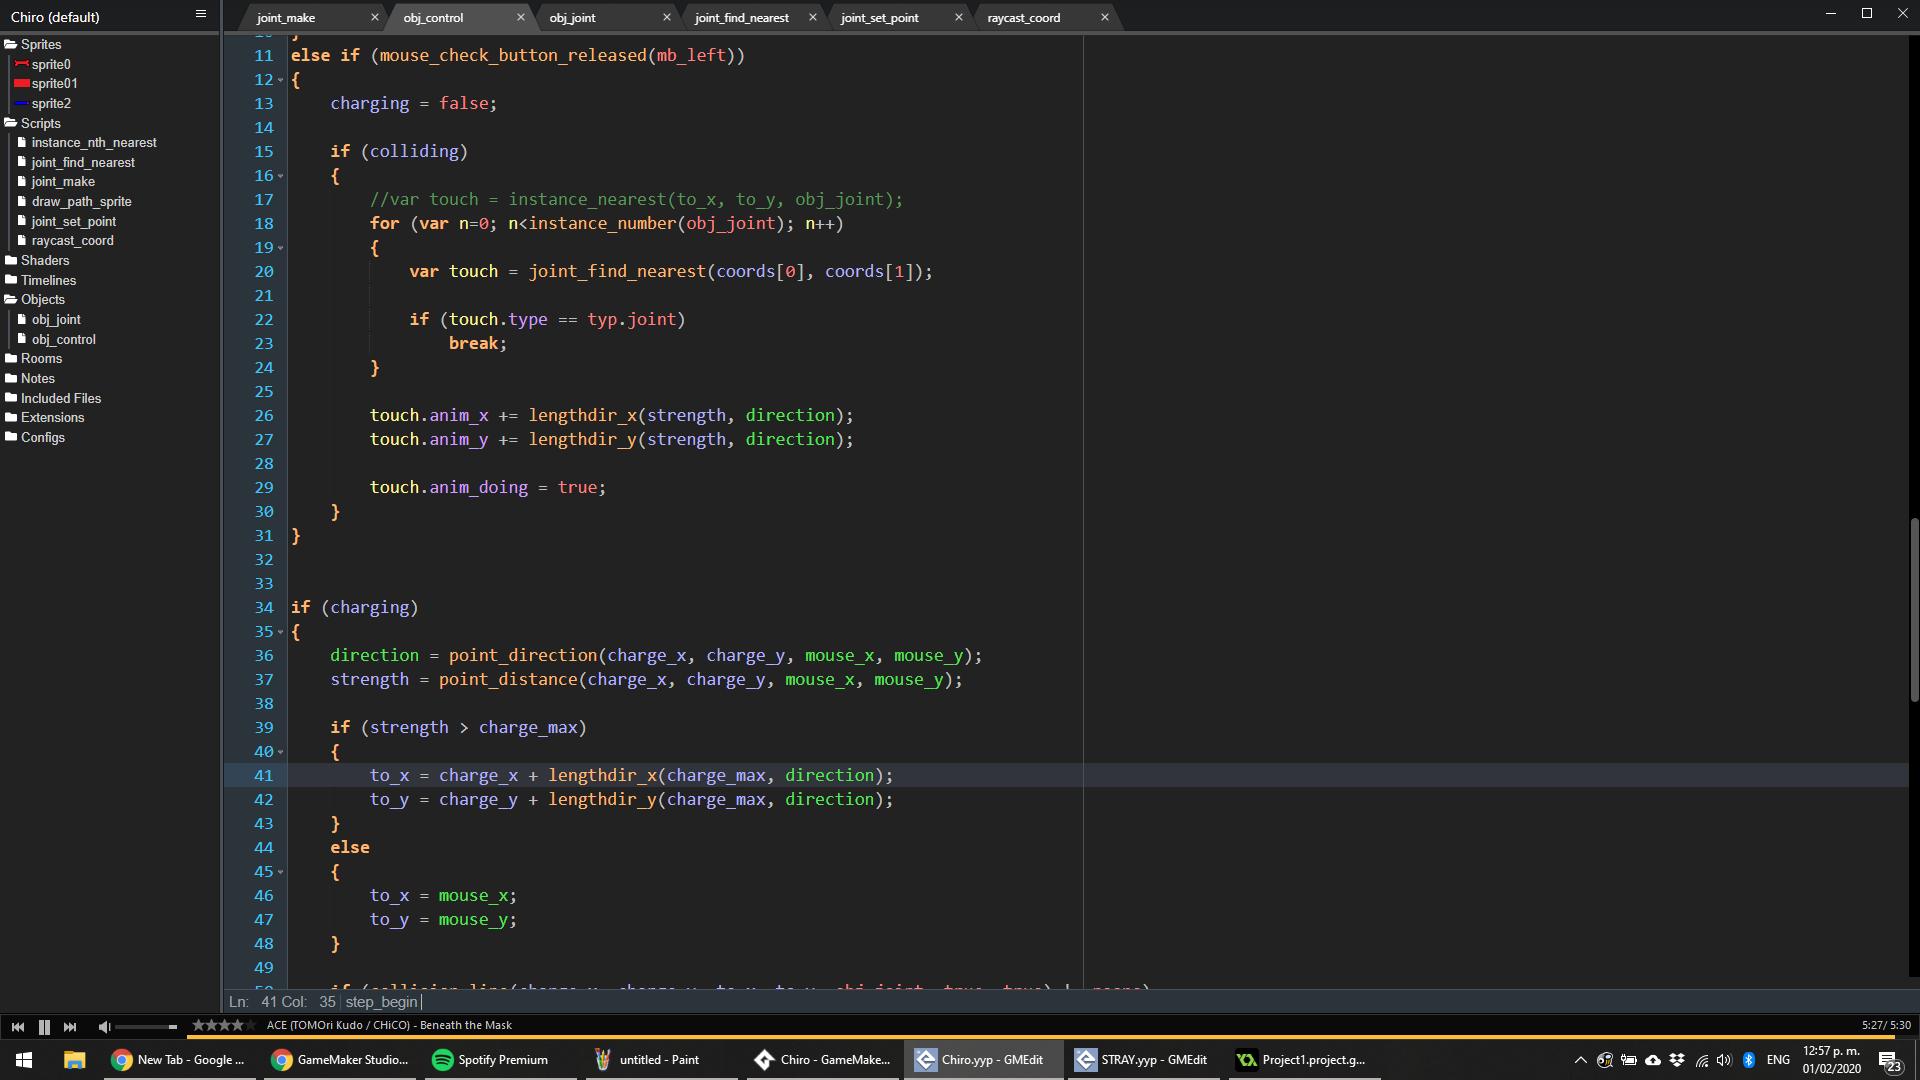 Chiro (default)
joint_make
obj_control
obj_joint
joint_find_nearest
joint_set_point
raycast_coord
Sprites
sprite0
sprite01
sprite2
Scripts
instance_nth_nearest
joint_find_nearest
joint_make
draw_path_sprite
joint_set_point
raycast_coord
Shaders
Timelines
Objects
obj_joint
obj_control
Rooms
Notes
Included Files
Extensions
Configs
10 }
11 else if (mouse_check_button_released(mb_left))
12 {
13 charging = false;
14
15 if (colliding)
16 {
17 //var touch = instance_nearest(to_x, to_y, obj_joint);
18 for (var n=0; n<instance_number(obj_joint); n++)
19 {
20 var touch = joint_find_nearest(coords[0], coords[1]);
21
22 if (touch.type == typ.joint)
23 break;
24 }
25
26 touch.anim_x += lengthdir_x(strength, direction);
27 touch.anim_y += lengthdir_y(strength, direction);
28
29 touch.anim_doing = true;
30 }
31 }
32
33
34 if (charging)
35 {
36 direction = point_direction(charge_x, charge_y, mouse_x, mouse_y);
37 strength = point_distance(charge_x, charge_y, mouse_x, mouse_y);
38
39 if (strength > charge_max)
40 {
41 to_x = charge_x + lengthdir_x(charge_max, direction);
42 to_y = charge_y + lengthdir_y(charge_max, direction);
43 }
44 else
45 {
46 to_x = mouse_x;
47 to_y = mouse_y;
48 }
49
Ln: 41 Col: 35 step_begin
ACE (TOMOri Kudo / CHiCO) - Beneath the Mask
5:27/ 5:30
New Tab - Google ...
GameMaker Studio...
Spotify Premium
untitled - Paint
Chiro - GameMake...
Chiro.yyp - GMEdit
STRAY.yyp - GMEdit
Project1.project.g...
ENG
12:57 p. m.
01/02/2020
23